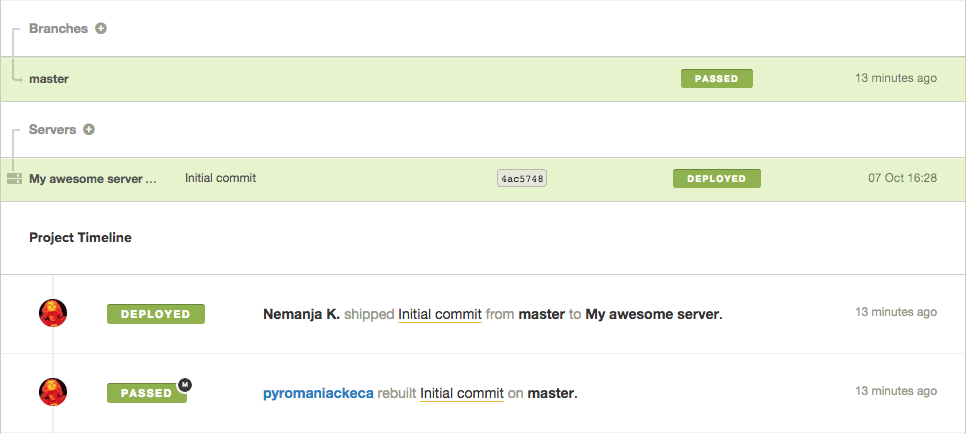 Branches
master PASSED 13 minutes ago
Servers
My awesome server ... Initial commit 4ac5748 DEPLOYED 07 Oct 16:28
Project Timeline
DEPLOYED Nemanja K. shipped Initial commit from master to My awesome server. 13 minutes ago
PASSED M pyromaniackeca rebuilt Initial commit on master. 13 minutes ago